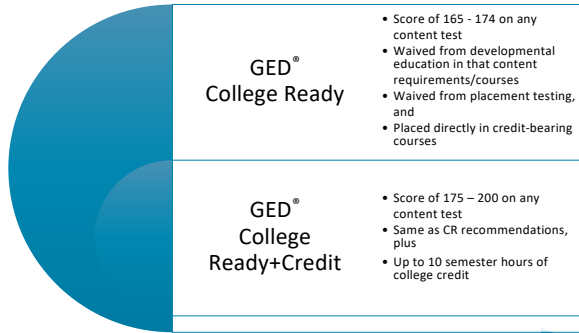 GED®
College Ready
• Score of 165 - 174 on any
content test
• Waived from developmental
education in that content
requirements/courses
• Waived from placement testing,
and
• Placed directly in credit-bearing
courses
GED®
College
Ready+Credit
• Score of 175 – 200 on any
content test
• Same as CR recommendations,
plus
• Up to 10 semester hours of
college credit